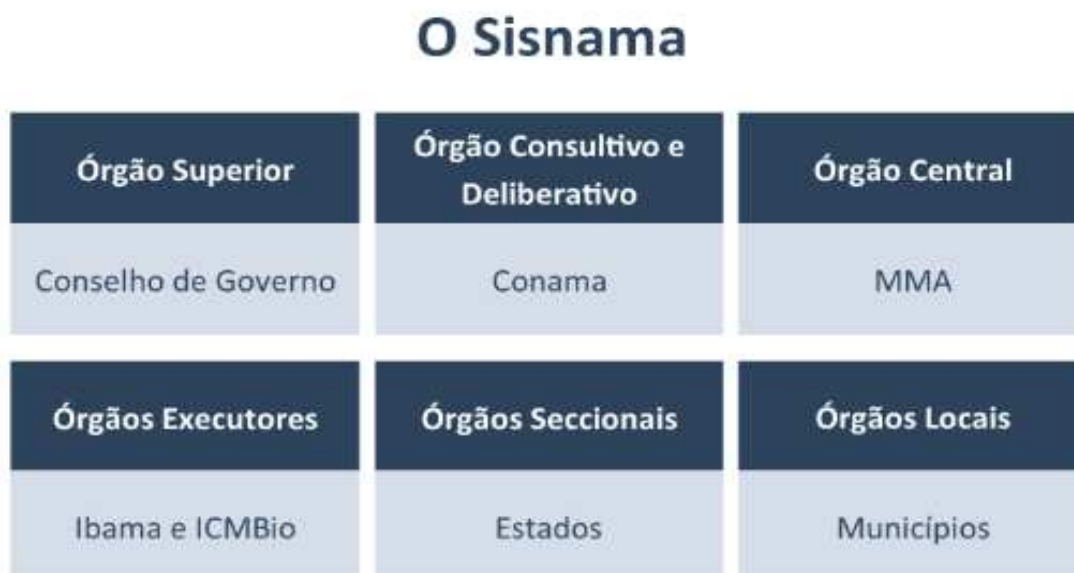 O Sisnama
Órgão Superior
Conselho de Governo
Órgão Consultivo e
Deliberativo
Conama
Órgão Central
MMA
Órgãos Executores
Ibama e ICMBio
Órgãos Seccionais
Estados
Órgãos Locais
Municípios